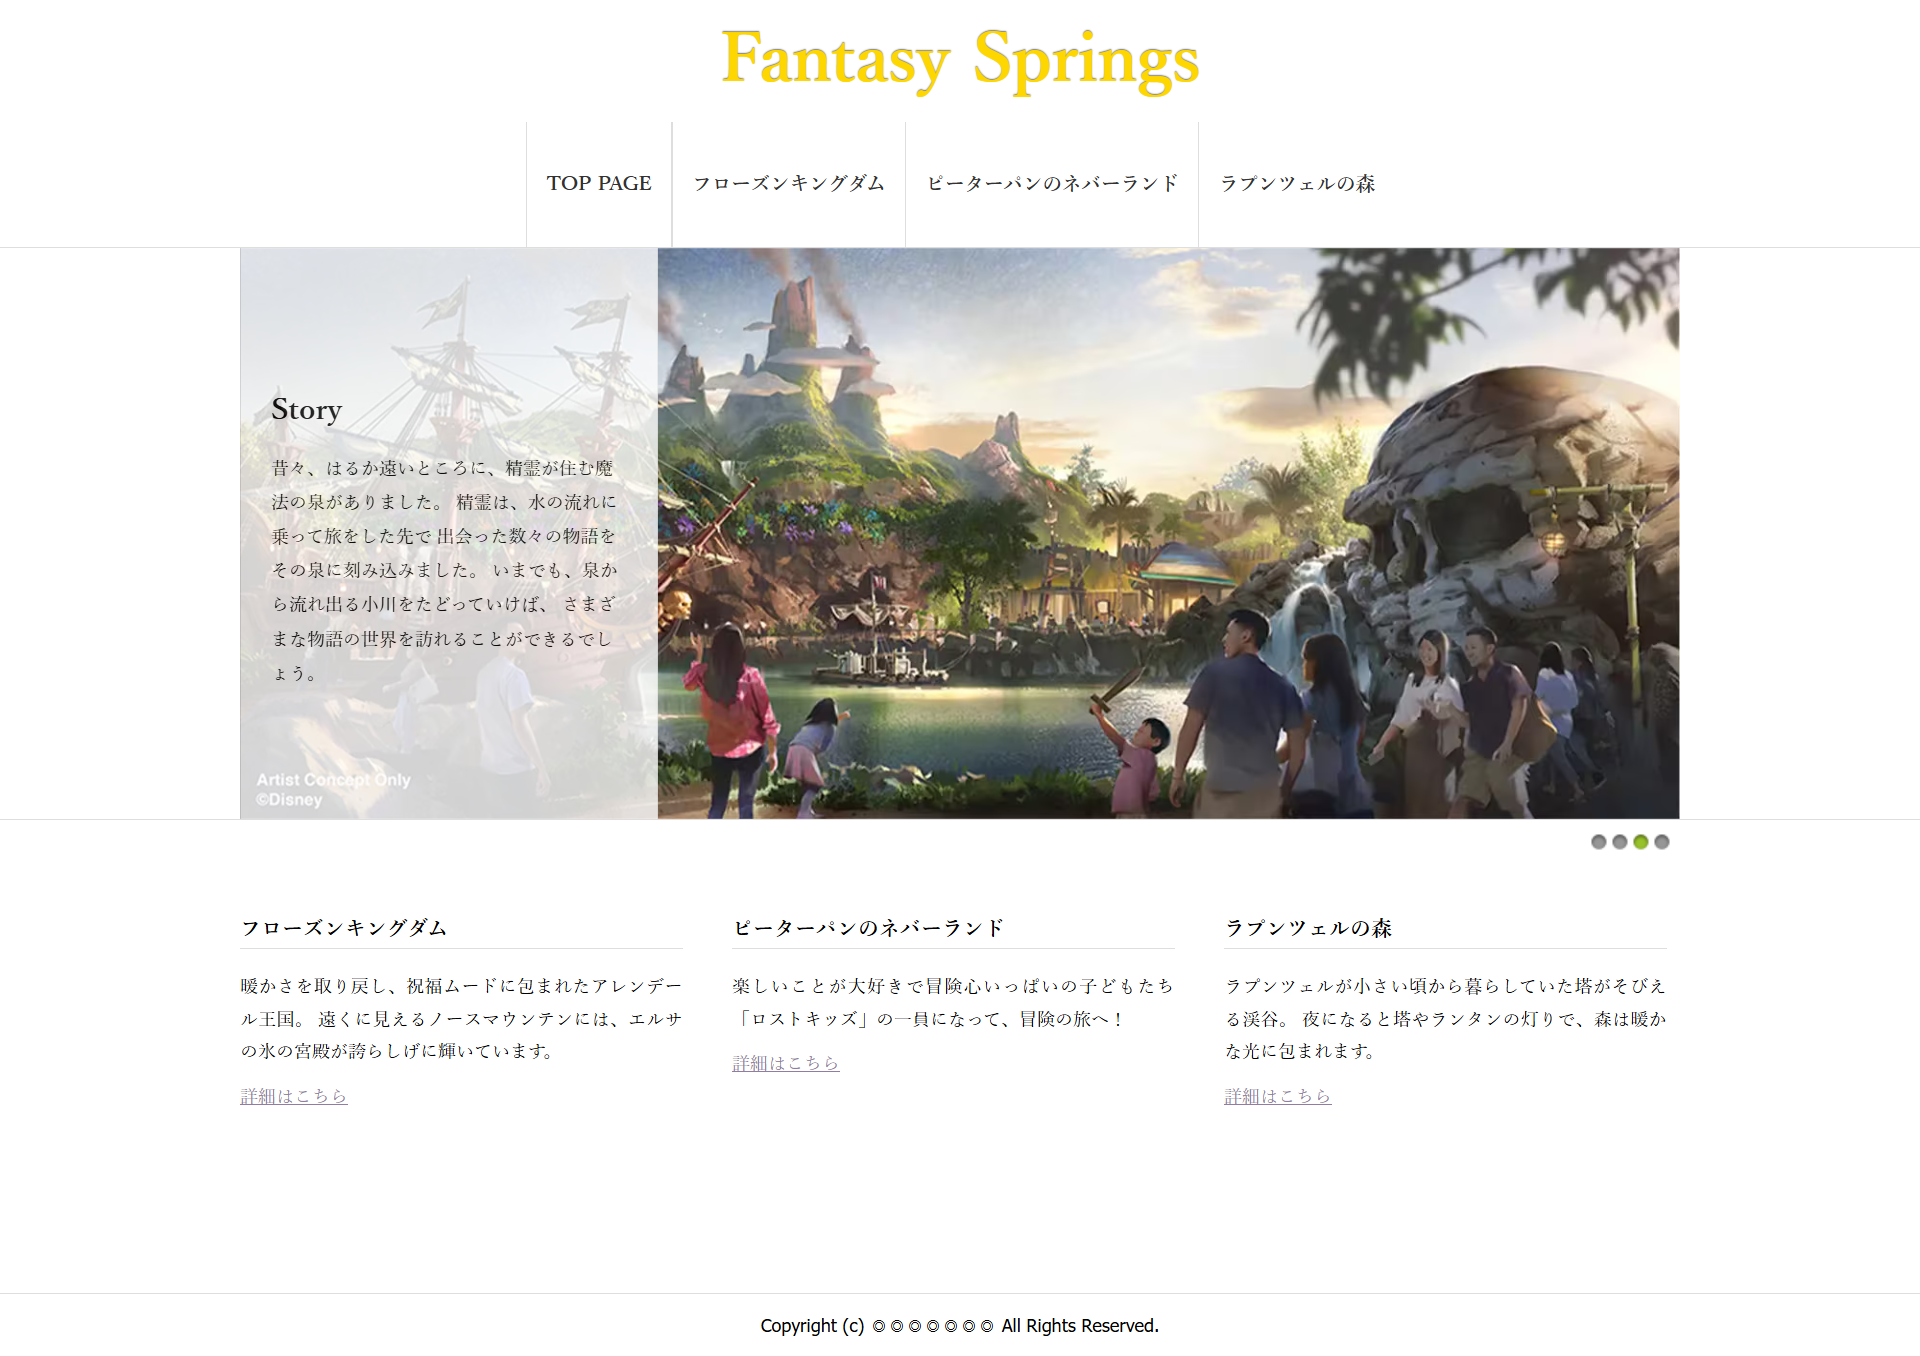 Fantasy Springs
TOP PAGE
フローズンキングダム
ピーターパンのネバーランド
ラプンツェルの森
Story
昔々、はるか遠いところに、精霊が住む魔
法の泉がありました。 精霊は、水の流れに
乗って旅をした先で 出会った数々の物語を
その泉に刻み込みました。 いまでも、泉か
ら流れ出る小川をたどっていけば、 さまざ
まな物語の世界を訪れることができるでし
ょう。
Artist Concept Only
©Disney
フローズンキングダム
暖かさを取り戻し、祝福ムードに包まれたアレンデー
ル王国。 遠くに見えるノースマウンテンには、エルサ
の氷の宮殿が誇らしげに輝いています。
詳細はこちら
ピーターパンのネバーランド
楽しいことが大好きで冒険心いっぱいの子どもたち
「ロストキッズ」の一員になって、冒険の旅へ！
詳細はこちら
ラプンツェルの森
ラプンツェルが小さい頃から暮らしていた塔がそびえ
る渓谷。 夜になると塔やランタンの灯りで、森は暖か
な光に包まれます。
詳細はこちら
Copyright (c) ◎◎◎◎◎◎◎ All Rights Reserved.